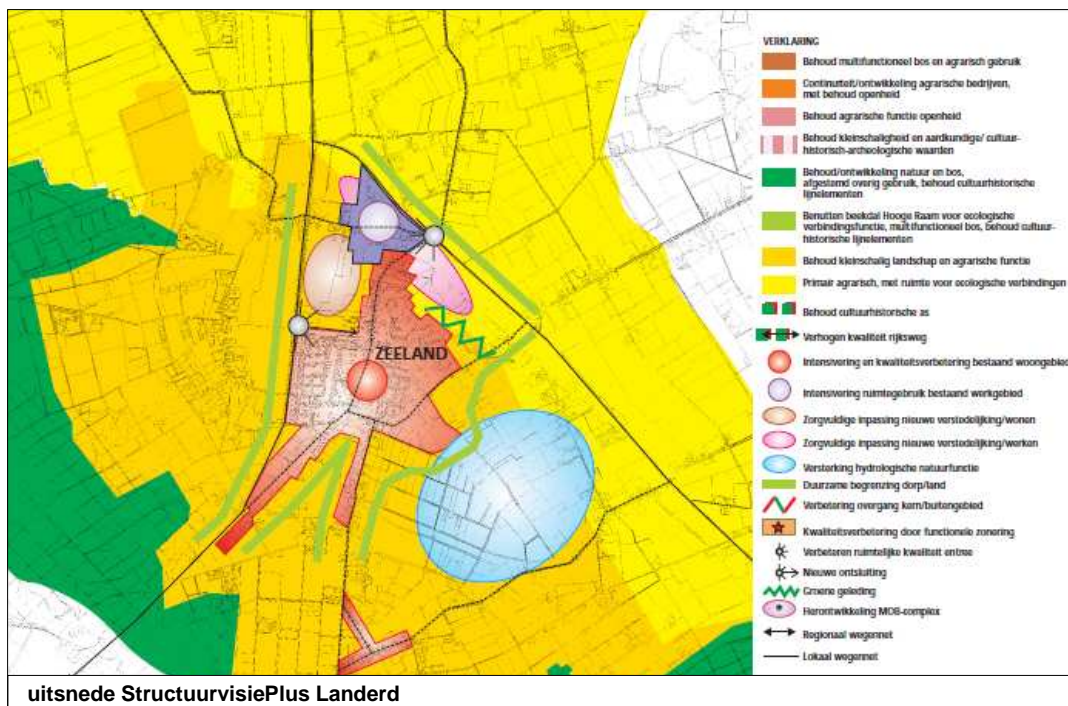 ZEELAND
VERKLARING
Behoud multifunctioneel bos en agrarisch gebruik
Continuïteit/ontwikkeling agrarische bedrijven,
met behoud openheid
Behoud agrarische functie openheid
Behoud kleinschaligheid en aardkundige/ cultuur-
historisch-archeologische waarden
Behoud/ontwikkeling natuur en bos,
afgestemd overig gebruik, behoud cultuurhistorische
lijnelementen
Benutten beekdal Hooge Raam voor ecologische
verbindingsfunctie, multifunctioneel bos, behoud cultuur-
historische lijnelementen
Behoud kleinschalig landschap en agrarische functie
Primair agrarisch, met ruimte voor ecologische verbindingen
Behoud cultuurhistorische as
Verhogen kwaliteit rijksweg
Intensivering en kwaliteitsverbetering bestaand woongebied
Intensivering ruimtegebruik bestaand werkgebied
Zorgvuldige inpassing nieuwe verstedelijking/wonen
Zorgvuldige inpassing nieuwe verstedelijking/werken
Versterking hydrologische natuurfunctie
Duurzame begrenzing dorp/land
Verbetering overgang kern/buitengebied
Kwaliteitsverbetering door functionele zonering
Verbeteren ruimtelijke kwaliteit entree
Nieuwe ontsluiting
Groene geleding
Herontwikkeling MOB-complex
Regionaal wegennet
Lokaal wegennet
uitsnede StructuurvisiePlus Landerd